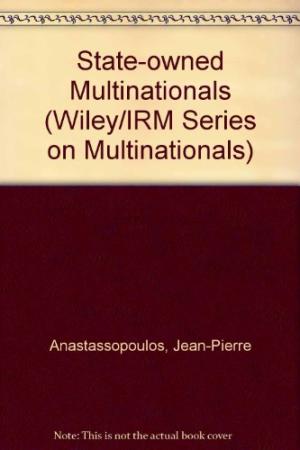 State-owned
Multinationals
(Wiley/IRM Series
on Multinationals)
Anastassopoulos, Jean-Pierre
Note: This is not the actual book cover